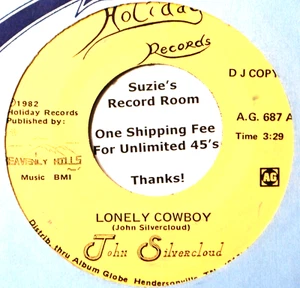 Holiday
Records
DJ COPY
℗1982
Holiday Records
Published by:
HEAVENLY HILLS
Music BMI
A.G. 687 A
Time 3:29
Suzie's
Record Room
One Shipping Fee
For Unlimited 45's
Thanks!
AG
LONELY COWBOY
(John Silvercloud)
John Silvercloud
Distrib. thru Album Globe Hendersonville